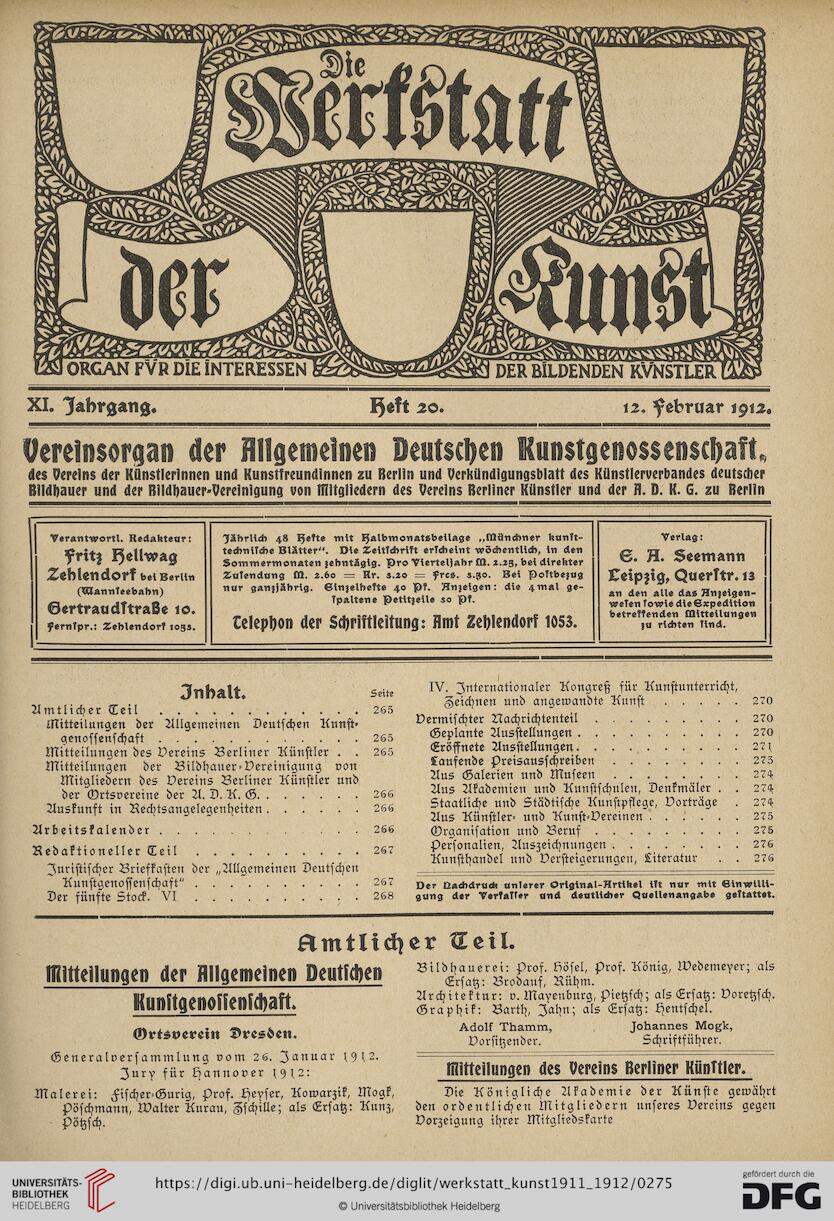 Die
Werkstatt
der Kunst
ORGAN FVR DIE INTERESSEN DER BILDENDEN KVNSTLER
XI. Jahrgang. Heft 20. 12. Februar 1912.
Vereinsorgan der Allgemeinen Deutschen Kunstgenossenschaft,
des Vereins der Künstlerinnen und Kunstfreundinnen zu Berlin und Verkündigungsblatt des Künstlerverbandes deutscher
Bildhauer und der Bildhauer-Vereinigung von Mitgliedern des Vereins Berliner Künstler und der A. D. K. G. zu Berlin
Verantwortl. Redakteur:
Fritz Hellwag
Zehlendorf bei Berlin
(Wannseebahn)
Gertraudstraße 10.
Fernspr.: Zehlendorf 1053.
Jährlich 48 Hefte mit Halbmonatsbeilage „Münchner kunst-
technische Blätter“. Die Zeitschrift erscheint wöchentlich, in den
Sommermonaten zehntägig. Pro Vierteljahr M. 2.25, bei direkter
Zusendung M. 2.60 = Kr. 3.20 = Frcs. 3.50. Bei Postbezug
nur ganzjährig. Einzelhefte 40 Pf. Anzeigen: die 4 mal ge-
spaltene Petitzeile 50 Pf.
Telephon der Schriftleitung: Amt Zehlendorf 1053.
Verlag:
E. A. Seemann
Leipzig, Querstr. 13
an den alle das Anzeigen-
wesen sowie die Expedition
betreffenden Mitteilungen
zu richten sind.
Inhalt. Seite
Amtlicher Teil . . . . . . . . . . . . 265
Mitteilungen der Allgemeinen Deutschen Kunst-
genossenschaft . . . . . . . . . . . . 265
Mitteilungen des Vereins Berliner Künstler . . 265
Mitteilungen der Bildhauer-Vereinigung von
Mitgliedern des Vereins Berliner Künstler und
der Ortsvereine der A. D. K. G. . . . . . . 266
Auskunft in Rechtsangelegenheiten . . . . . . 266
Arbeitskalender . . . . . . . . . . . . 266
Redaktioneller Teil . . . . . . . . . . 267
Juristischer Briefkasten der „Allgemeinen Deutschen
Kunstgenossenschaft“ . . . . . . . . . . 267
Der fünfte Stock. VI . . . . . . . . . . 268
IV. Internationaler Kongreß für Kunstunterricht,
Zeichnen und angewandte Kunst . . . . . 270
Vermischter Nachrichtenteil . . . . . . . . 270
Geplante Ausstellungen . . . . . . . . . . 270
Eröffnete Ausstellungen . . . . . . . . . . 271
Laufende Preisausschreiben . . . . . . . . 273
Aus Galerien und Museen . . . . . . . . 274
Aus Akademien und Kunstschulen, Denkmäler . . 274
Staatliche und Städtische Kunstpflege, Vorträge . 274
Aus Künstler- und Kunst-Vereinen . . . . . . 275
Organisation und Beruf . . . . . . . . . 275
Personalien, Auszeichnungen . . . . . . . . 276
Kunsthandel und Versteigerungen, Literatur . . 276
Der Nachdruck unserer Original-Artikel ist nur mit Einwilli-
gung der Verfasser und deutlicher Quellenangabe gestattet.
Amtlicher Teil.
Mitteilungen der Allgemeinen Deutschen
Kunstgenossenschaft.
Ortsverein Dresden.
Generalversammlung vom 26. Januar 1912.
Jury für Hannover 1912:
Malerei: Fischer-Gurig, Prof. Heyser, Kowarzik, Mogk,
Pöschmann, Walter Kurau, Zschille; als Ersatz: Kunz,
Pötzsch.
Bildhauerei: Prof. Hösel, Prof. König, Wedemeyer; als
Ersatz: Brodauf, Rühm.
Architektur: v. Mayenburg, Pietzsch; als Ersatz: Voretzsch.
Graphik: Barth, Jahn; als Ersatz: Hentschel.
Adolf Thamm, Johannes Mogk,
Vorsitzender. Schriftführer.
Mitteilungen des Vereins Berliner Künstler.
Die Königliche Akademie der Künste gewährt
den ordentlichen Mitgliedern unseres Vereins gegen
Vorzeigung ihrer Mitgliedskarte
UNIVERSITÄTS-
BIBLIOTHEK
HEIDELBERG
https://digi.ub.uni-heidelberg.de/diglit/werkstatt_kunst1911_1912/0275
© Universitätsbibliothek Heidelberg
gefördert durch die
DFG